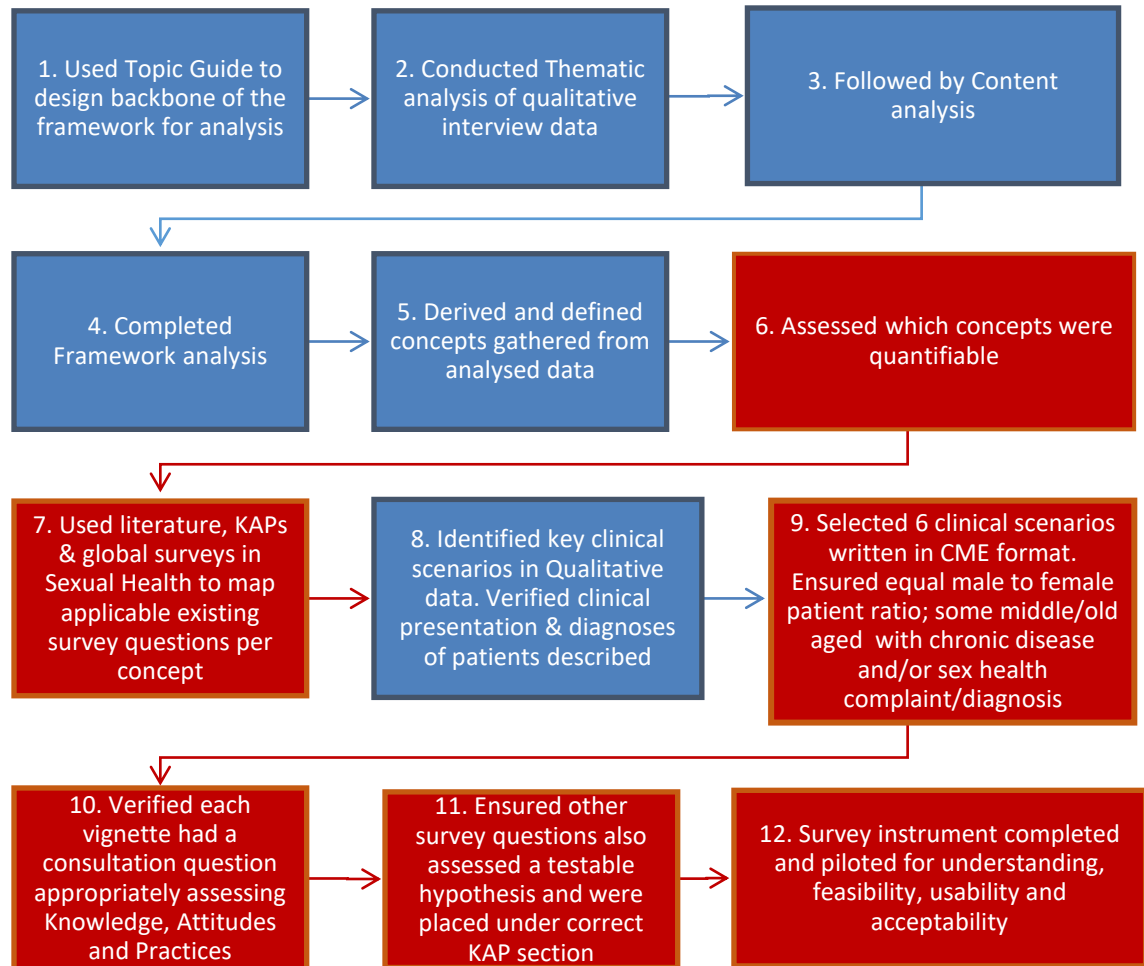 1. Used Topic Guide to
design backbone of the
framework for analysis
2. Conducted Thematic
analysis of qualitative
interview data
3. Followed by Content
analysis
4. Completed
Framework analysis
5. Derived and defined
concepts gathered from
analysed data
6. Assessed which concepts were
quantifiable
7. Used literature, KAPs
& global surveys in
Sexual Health to map
applicable existing
survey questions per
concept
8. Identified key clinical
scenarios in Qualitative
data. Verified clinical
presentation & diagnoses
of patients described
9. Selected 6 clinical scenarios
written in CME format.
Ensured equal male to female
patient ratio; some middle/old
aged with chronic disease
and/or sex health
complaint/diagnosis
10. Verified each
vignette had a
consultation question
appropriately assessing
Knowledge, Attitudes
and Practices
11. Ensured other
survey questions also
assessed a testable
hypothesis and were
placed under correct
KAP section
12. Survey instrument completed
and piloted for understanding,
feasibility, usability and
acceptability